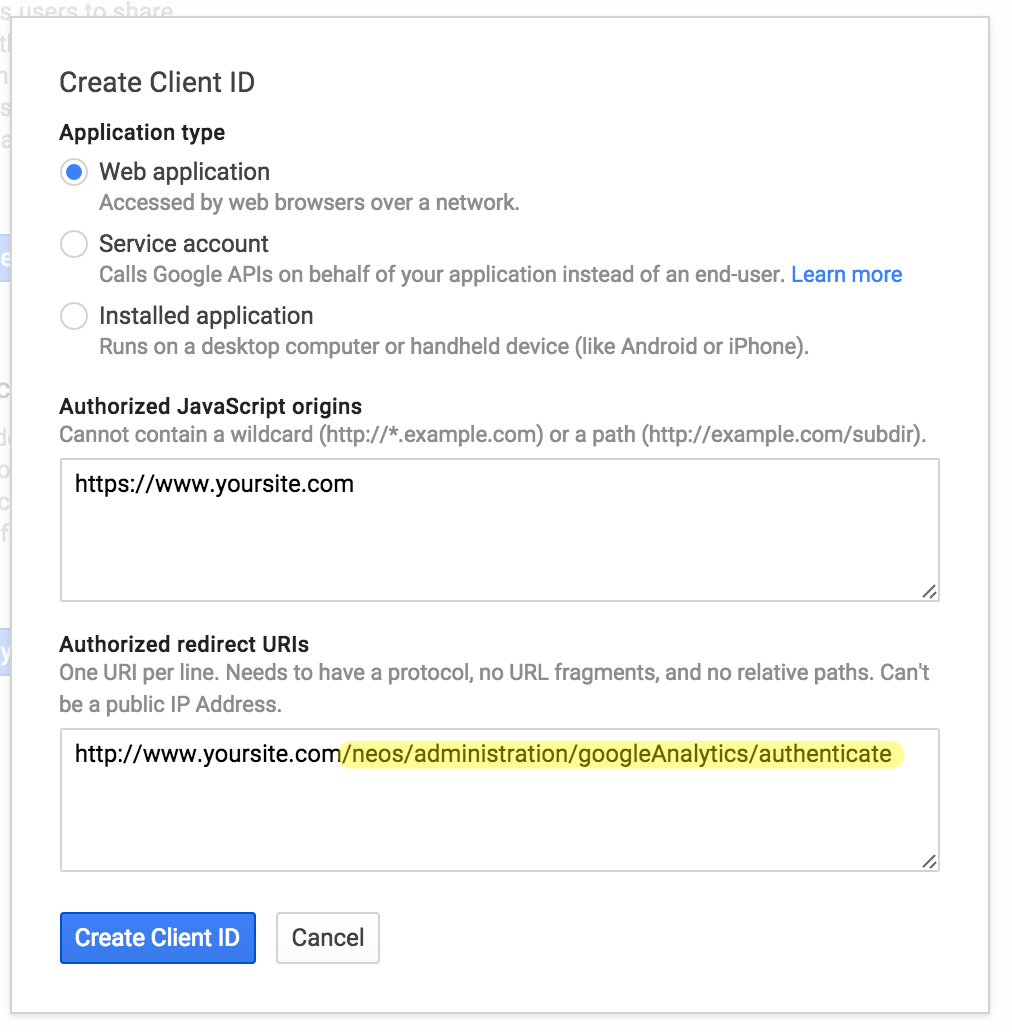 s users to share
Create Client ID
Application type
Web application
Accessed by web browsers over a network.
Service account
Calls Google APIs on behalf of your application instead of an end-user. Learn more
Installed application
Runs on a desktop computer or handheld device (like Android or iPhone).
Authorized JavaScript origins
Cannot contain a wildcard (http://*.example.com) or a path (http://example.com/subdir).
https://www.yoursite.com
Authorized redirect URIs
One URI per line. Needs to have a protocol, no URL fragments, and no relative paths. Can't
be a public IP Address.
http://www.yoursite.com/neos/administration/googleAnalytics/authenticate
Create Client ID
Cancel